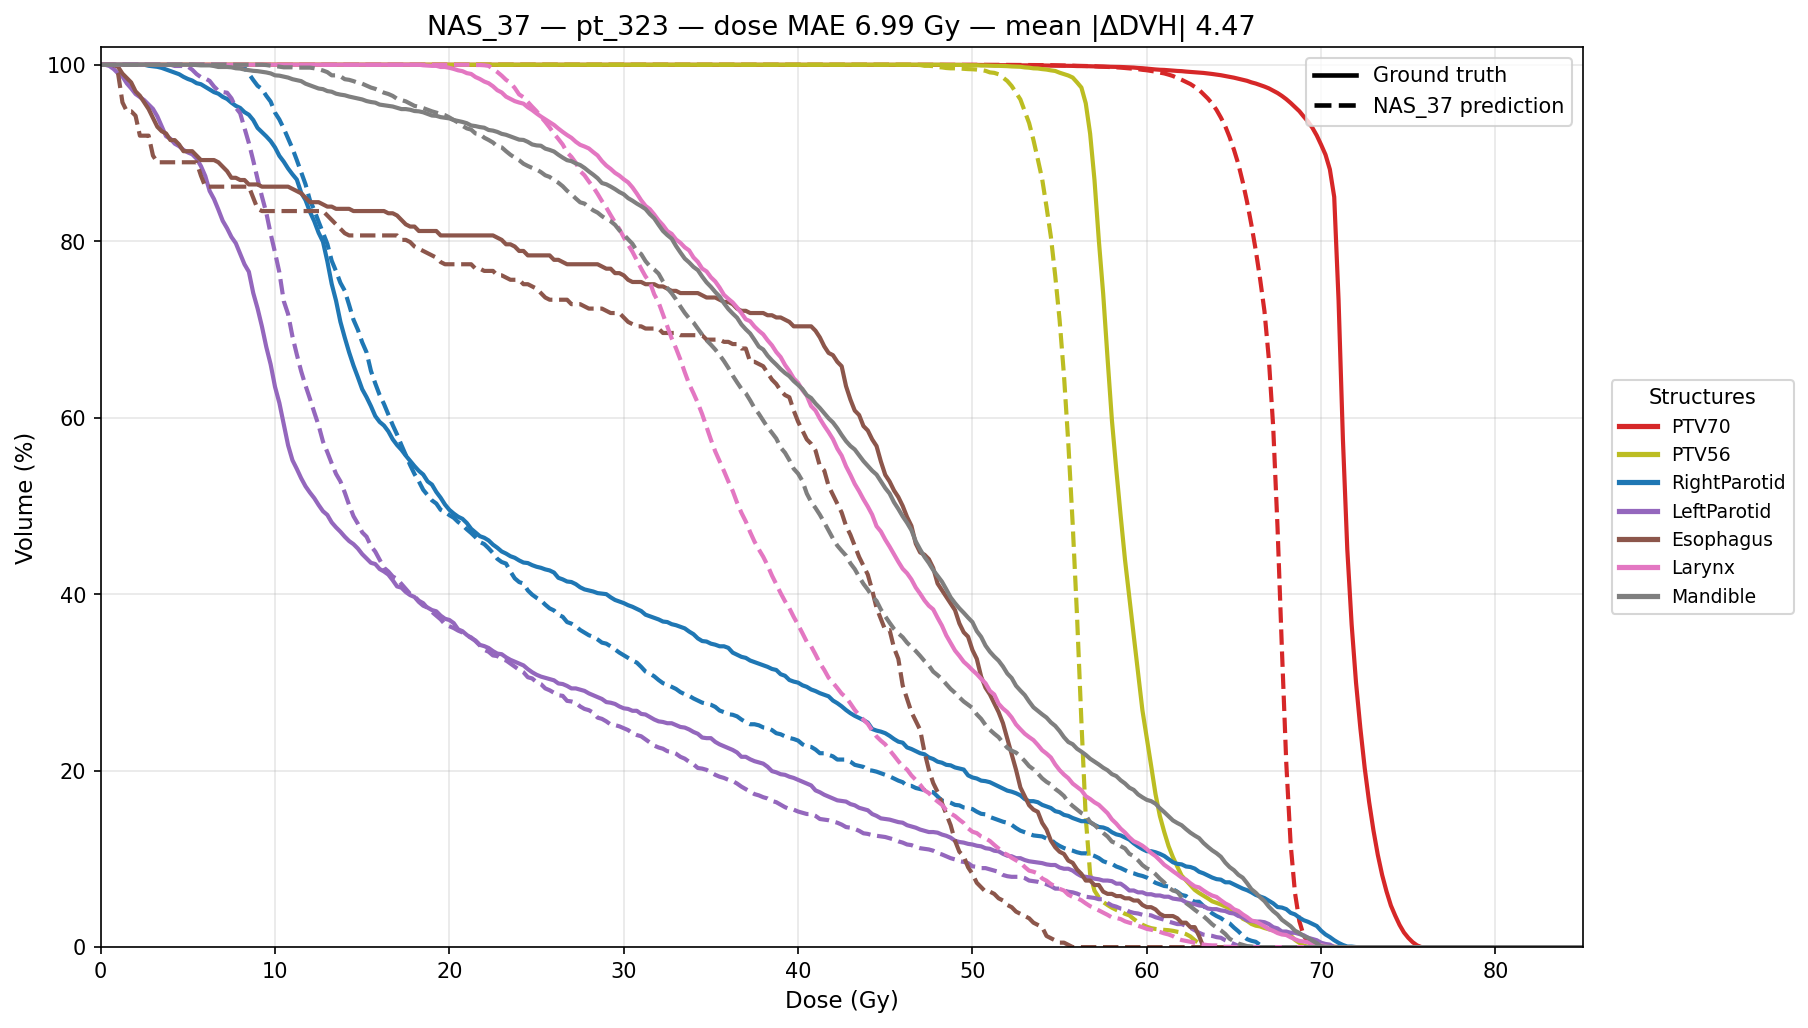 NAS_37 — pt_323 — dose MAE 6.99 Gy — mean |ΔDVH| 4.47
Ground truth
NAS_37 prediction
Volume (%)
100
80
60
40
20
0
0 10 20 30 40 50 60 70 80
Dose (Gy)
Structures
PTV70
PTV56
RightParotid
LeftParotid
Esophagus
Larynx
Mandible